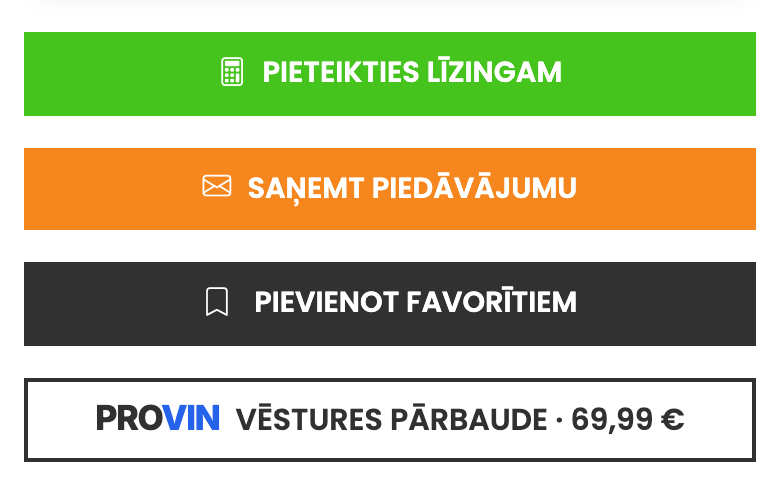 PIETEIKTIES LĪZINGAM
SAŅEMT PIEDĀVĀJUMU
PIEVIENOT FAVORĪTIEM
PROVIN VĒSTURES PĀRBAUDE · 69,99 €